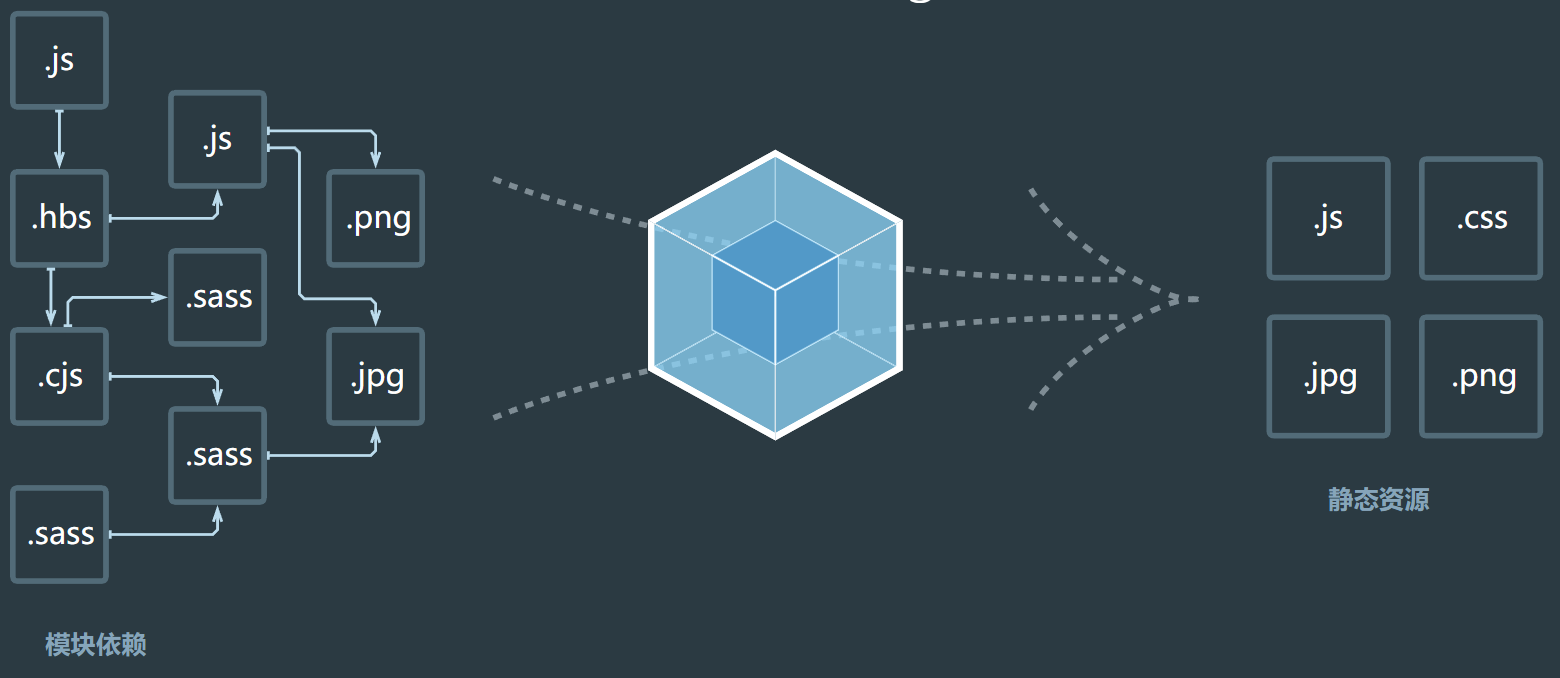 .js
.js
.hbs
.png
.sass
.cjs
.jpg
.sass
.sass
模块依赖
.js
.css
.jpg
.png
静态资源